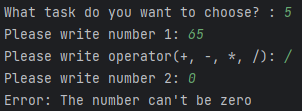 What task do you want to choose? : 5
Please write number 1: 65
Please write operator(+, -, *, /): /
Please write number 2: 0
Error: The number can't be zero